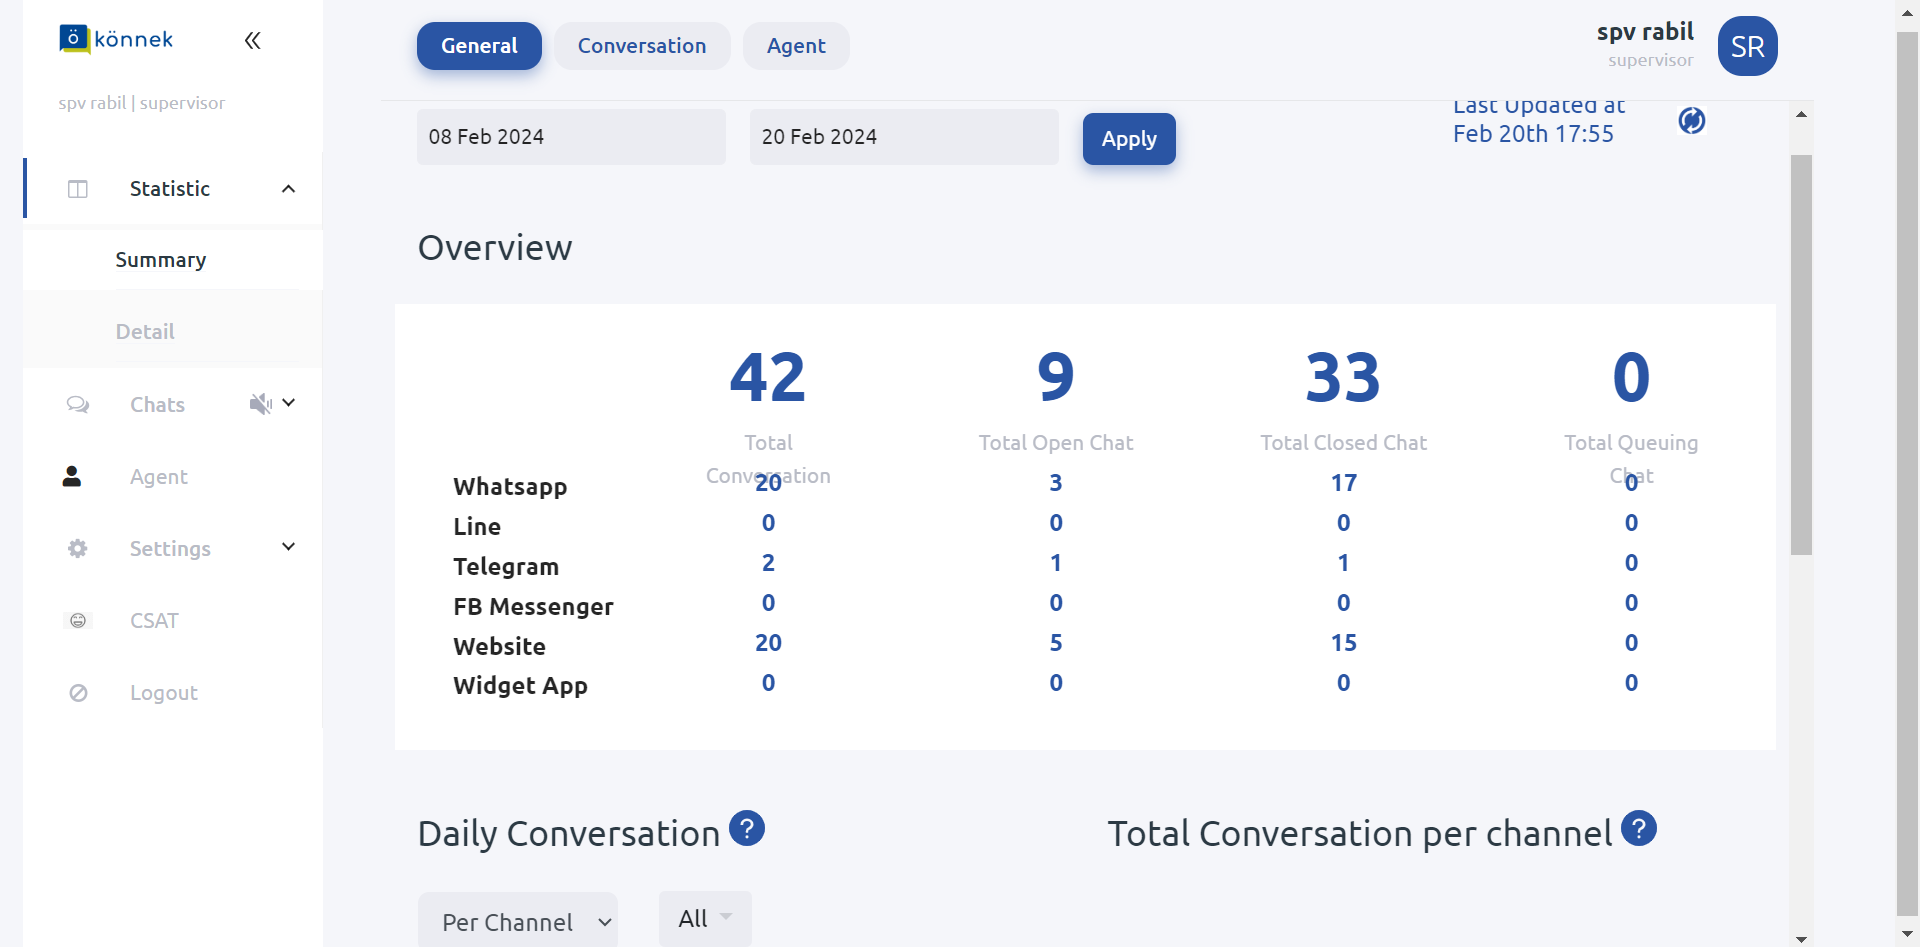 könnek
spv rabil | supervisor
Statistic
Summary
Detail
Chats
Agent
Settings
CSAT
Logout
General
Conversation
Agent
spv rabil
supervisor
SR
08 Feb 2024
20 Feb 2024
Apply
Last Updated at
Feb 20th 17:55
Overview
42 9 33 0
Total Total Open Chat Total Closed Chat Total Queuing
Conversation Chat
Whatsapp 20 3 17 0
Line 0 0 0 0
Telegram 2 1 1 0
FB Messenger 0 0 0 0
Website 20 5 15 0
Widget App 0 0 0 0
Daily Conversation ?
Per Channel
All
Total Conversation per channel ?